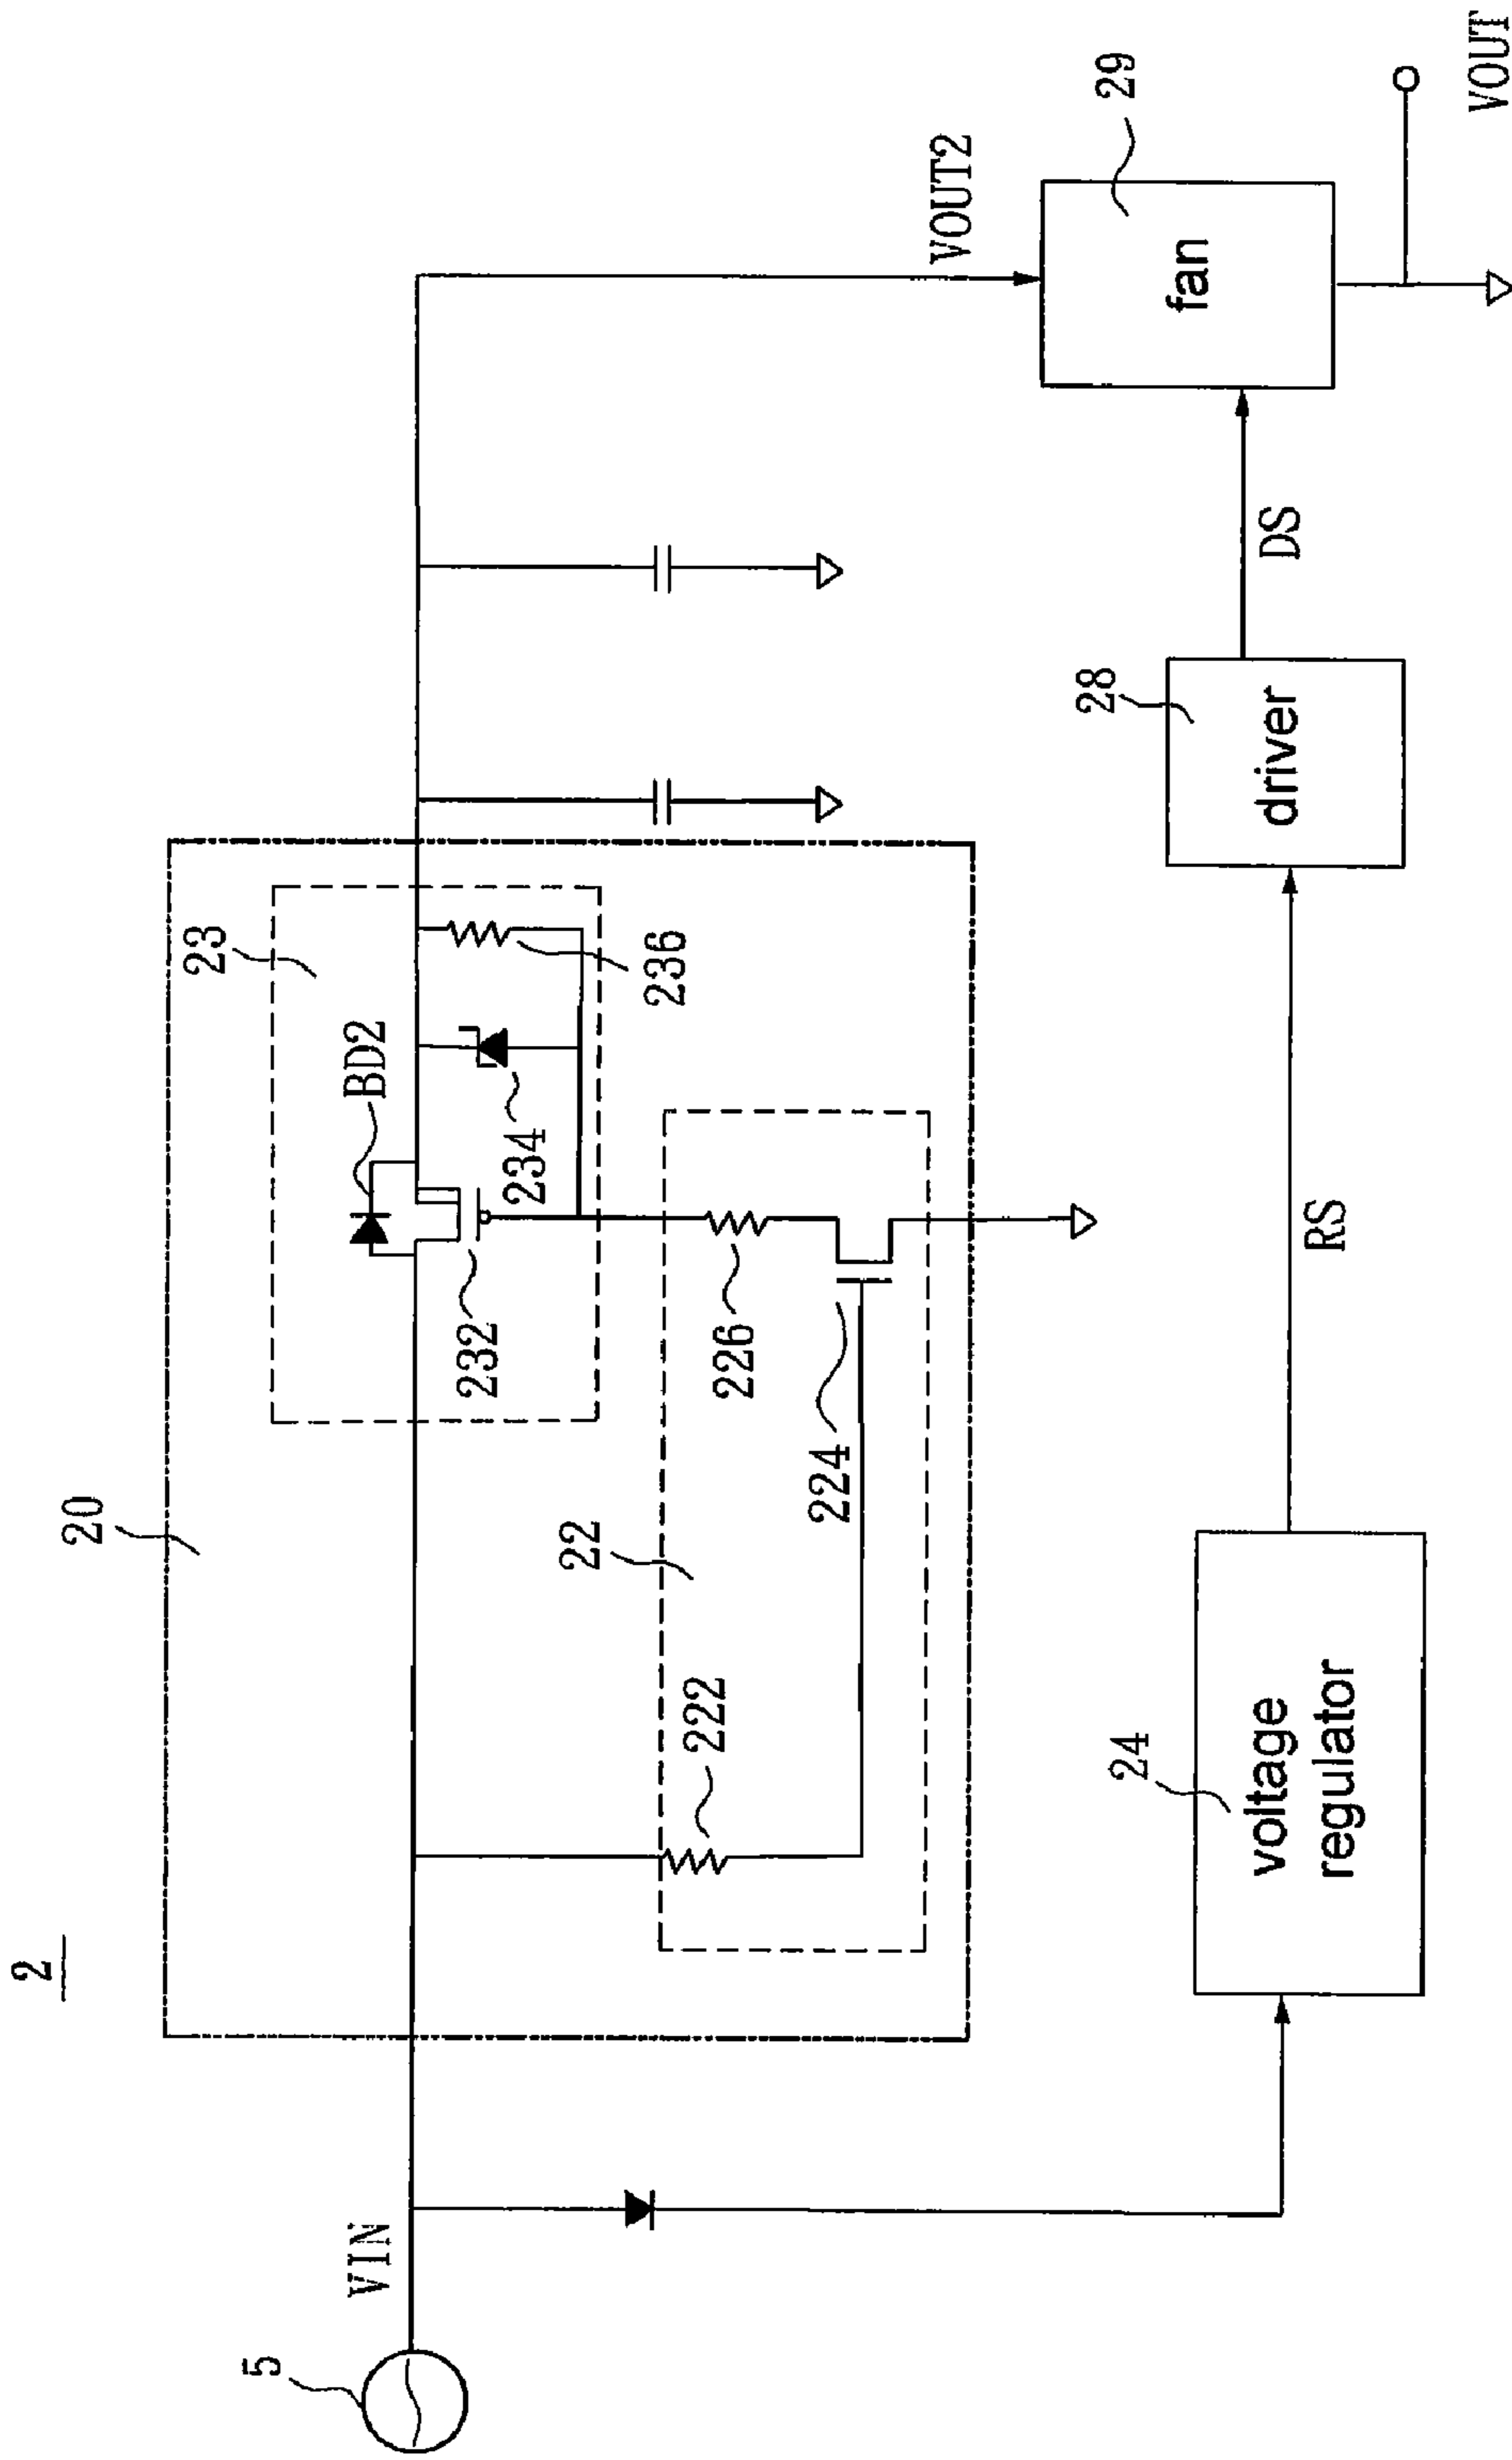 2
20
23
BD2
5
VIN
232
234
236
22
222
226
224
VOUT2
29
fan
24
voltage
regulator
RS
28
driver
DS
VOUT